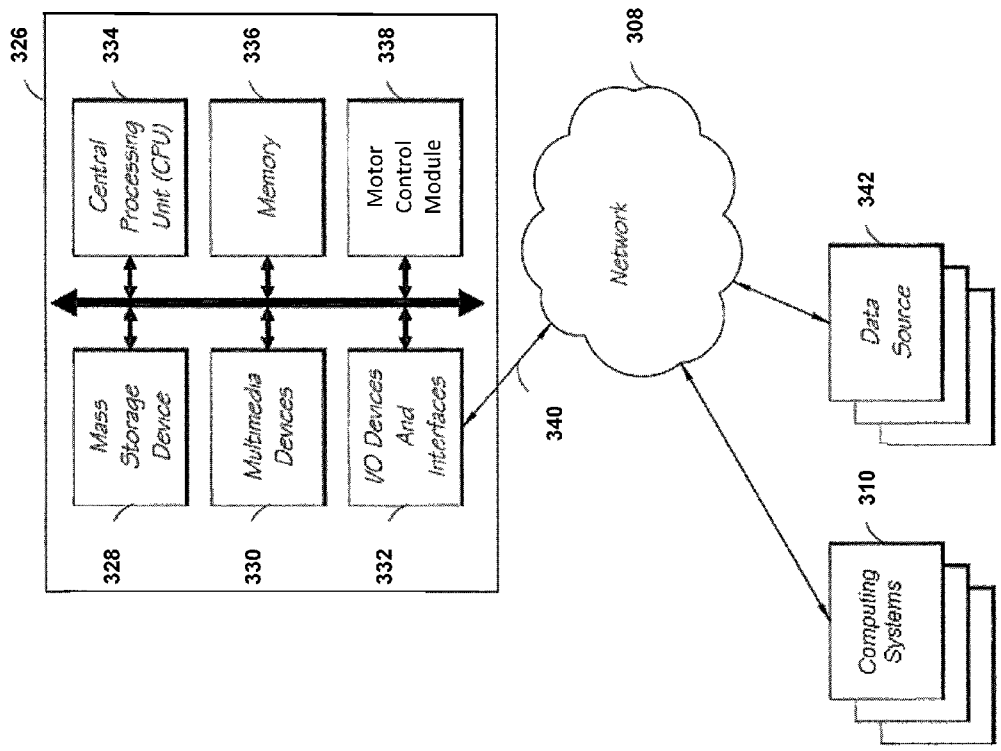 326
328
Mass
Storage
Device
Central
Processing
Unit (CPU)
334
330
Multimedia
Devices
Memory
336
332
I/O Devices
And
Interfaces
Motor
Control
Module
338
340
Network
308
Computing
Systems
310
Data
Source
342